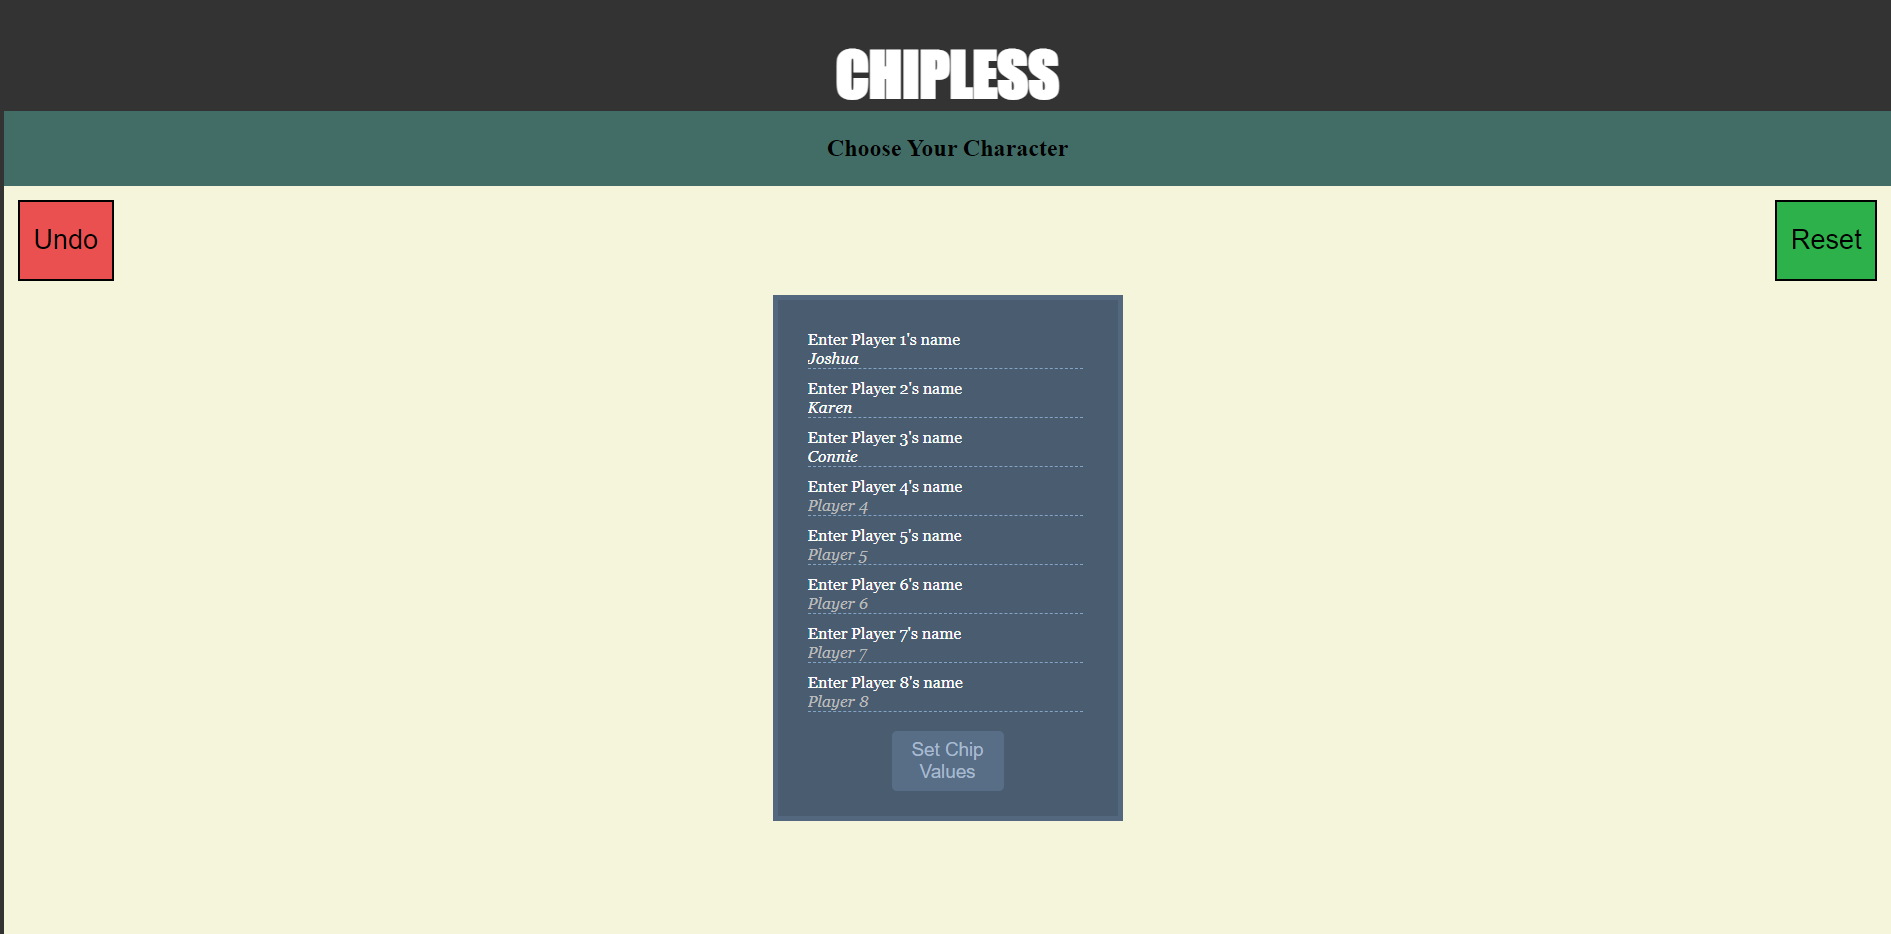 CHIPLESS
Choose Your Character
Undo
Reset
Enter Player 1's name
Joshua
Enter Player 2's name
Karen
Enter Player 3's name
Connie
Enter Player 4's name
Player 4
Enter Player 5's name
Player 5
Enter Player 6's name
Player 6
Enter Player 7's name
Player 7
Enter Player 8's name
Player 8
Set Chip
Values